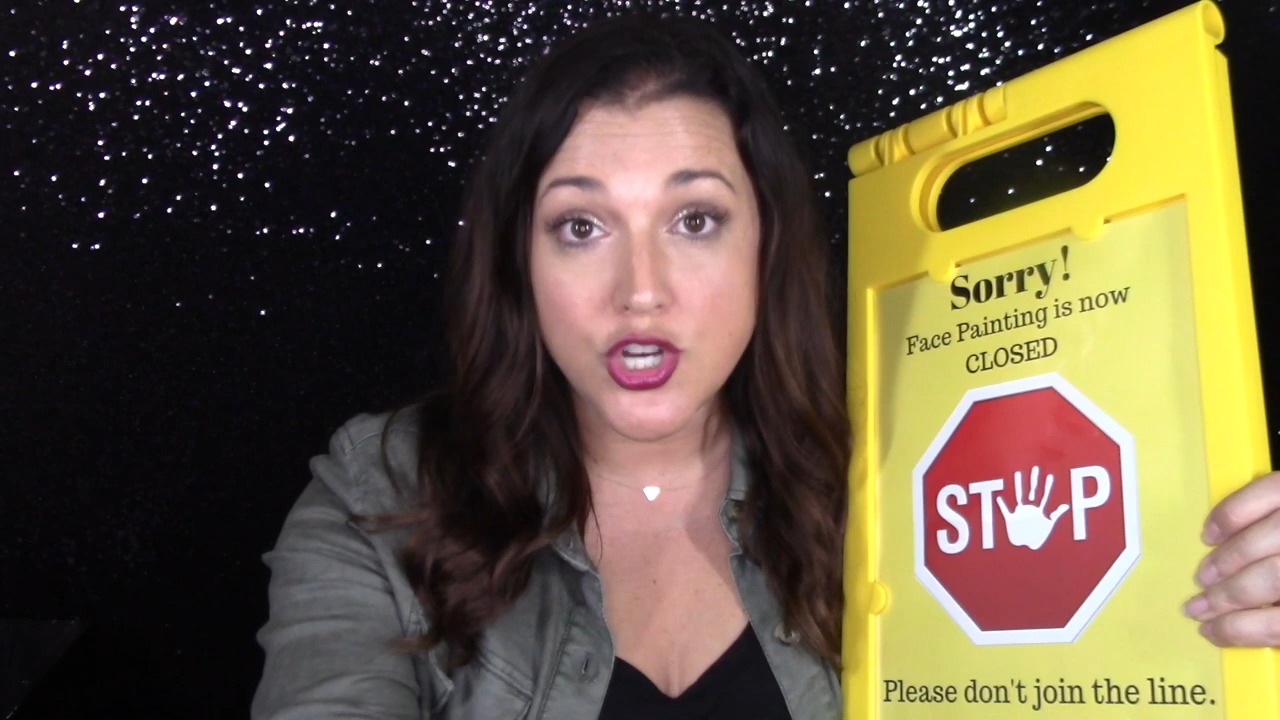 Sorry!
Face Painting is now
CLOSED
STOP
Please don't join the line.